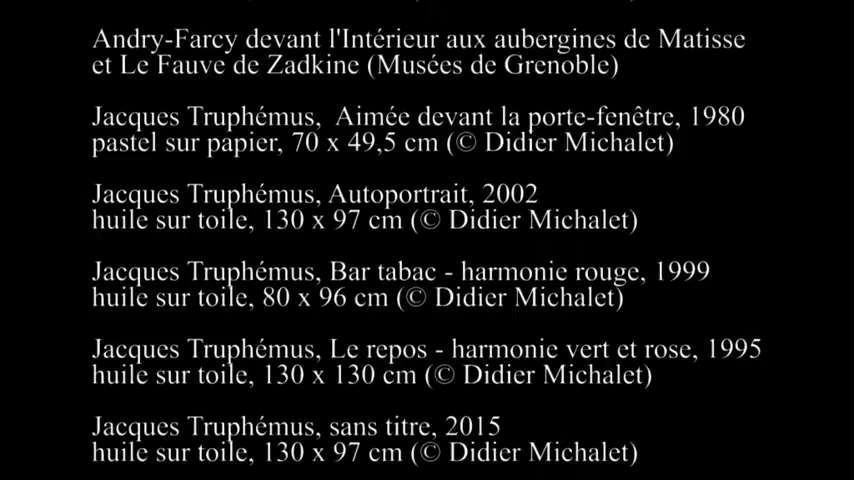 Andry-Farcy devant l'Intérieur aux aubergines de Matisse
et Le Fauve de Zadkine (Musées de Grenoble)
Jacques Truphémus, Aimée devant la porte-fenêtre, 1980
pastel sur papier, 70 x 49,5 cm (© Didier Michalet)
Jacques Truphémus, Autoportrait, 2002
huile sur toile, 130 x 97 cm (© Didier Michalet)
Jacques Truphémus, Bar tabac - harmonie rouge, 1999
huile sur toile, 80 x 96 cm (© Didier Michalet)
Jacques Truphémus, Le repos - harmonie vert et rose, 1995
huile sur toile, 130 x 130 cm (© Didier Michalet)
Jacques Truphémus, sans titre, 2015
huile sur toile, 130 x 97 cm (© Didier Michalet)